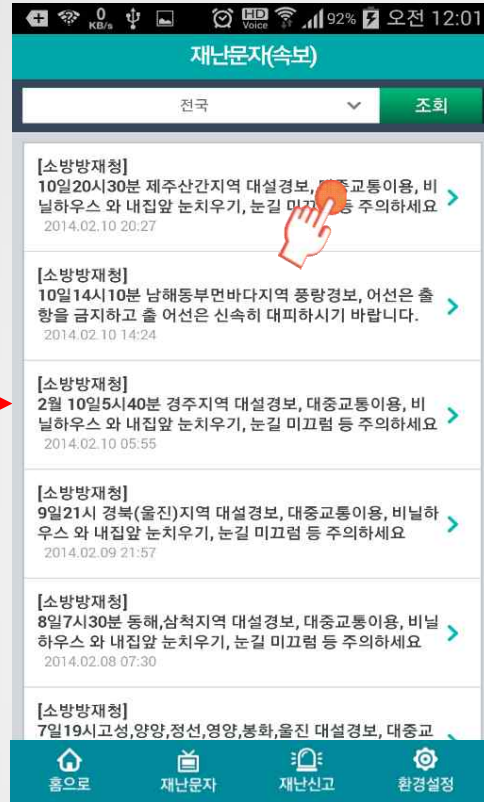 0 KB/s HD Voice 92% 오전 12:01
재난문자(속보)
전국 조회
[소방방재청]
10일20시30분 제주산간지역 대설경보, 교통이용, 비
닐하우스 와 내집앞 눈치우기, 눈길 등 주의하세요
2014.02.10 20:27
[소방방재청]
10일14시10분 남해동부먼바다지역 풍랑경보, 어선은 출
항을 금지하고 출 어선은 신속히 대피하시기 바랍니다.
2014.02.10 14:24
[소방방재청]
2월 10일5시40분 경주지역 대설경보, 대중교통이용, 비
닐하우스 와 내집앞 눈치우기, 눈길 미끄럼 등 주의하세요
2014.02.10 05:55
[소방방재청]
9일21시 경북(울진)지역 대설경보, 대중교통이용, 비닐하
우스 와 내집앞 눈치우기, 눈길 미끄럼 등 주의하세요
2014.02.09 21:57
[소방방재청]
8일7시30분 동해,삼척지역 대설경보, 대중교통이용, 비닐
하우스 와 내집앞 눈치우기, 눈길 미끄럼 등 주의하세요
2014.02.08 07:30
[소방방재청]
7일19시고성,양양,정선,영양,봉화,울진 대설경보, 대중교
홈으로 재난문자 재난신고 환경설정